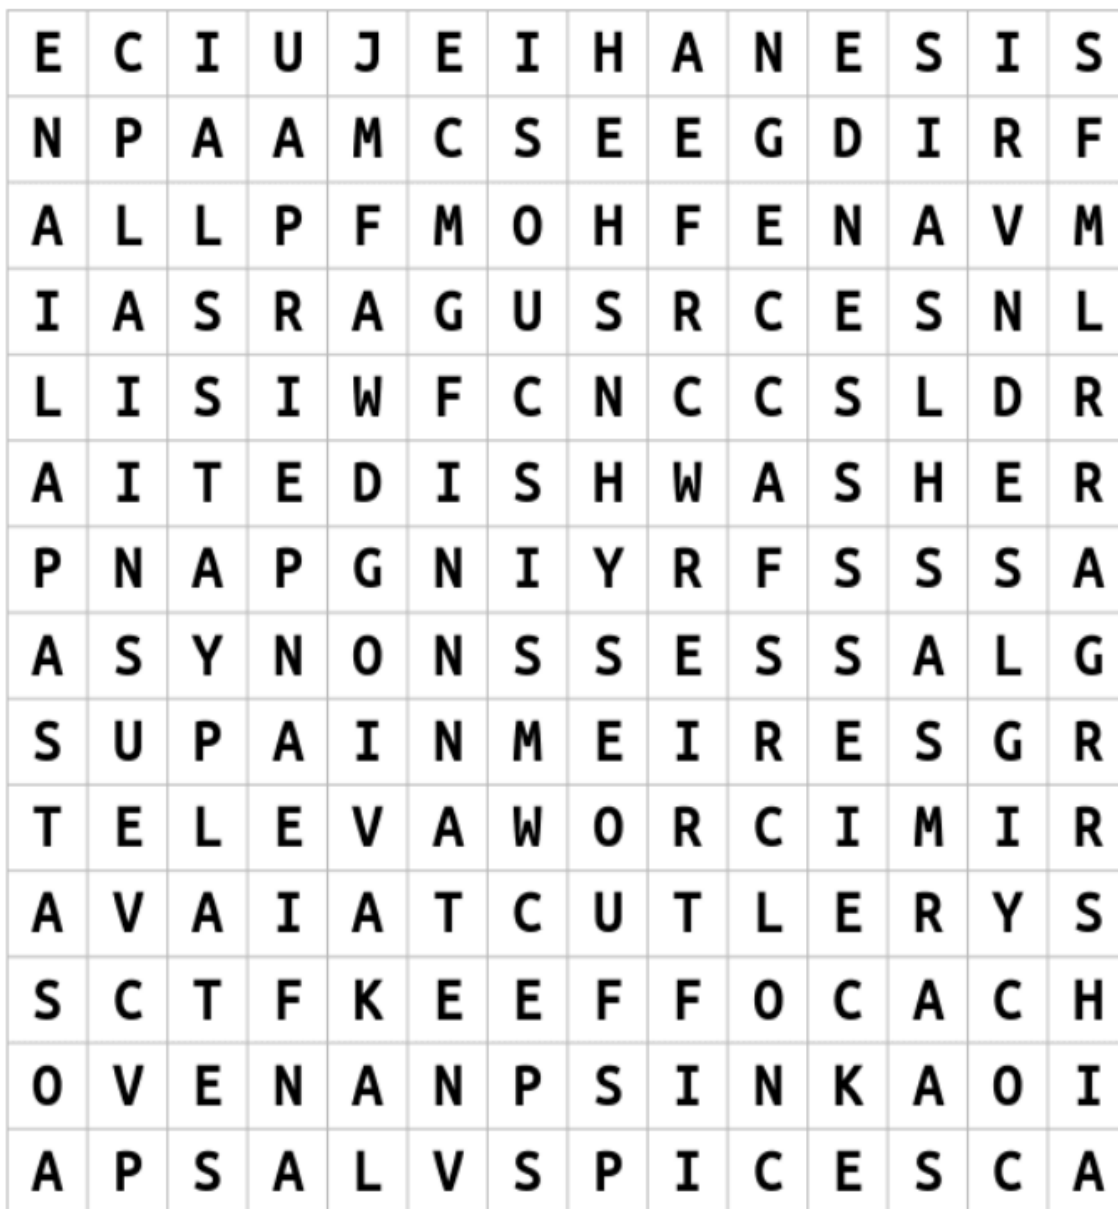 E C I U J E I H A N E S I S
N P A A M C S E E G D I R F
A L L P F M O H F E N A V M
I A S R A G U S R C E S N L
L I S I W F C N C C S L D R
A I T E D I S H W A S H E R
P N A P G N I Y R F S S S A
A S Y N O N S S E S S A L G
S U P A I N M E I R E S G R
T E L E V A W O R C I M I R
A V A I A T C U T L E R Y S
S C T F K E E F F O C A C H
O V E N A N P S I N K A O I
A P S A L V S P I C E S C A